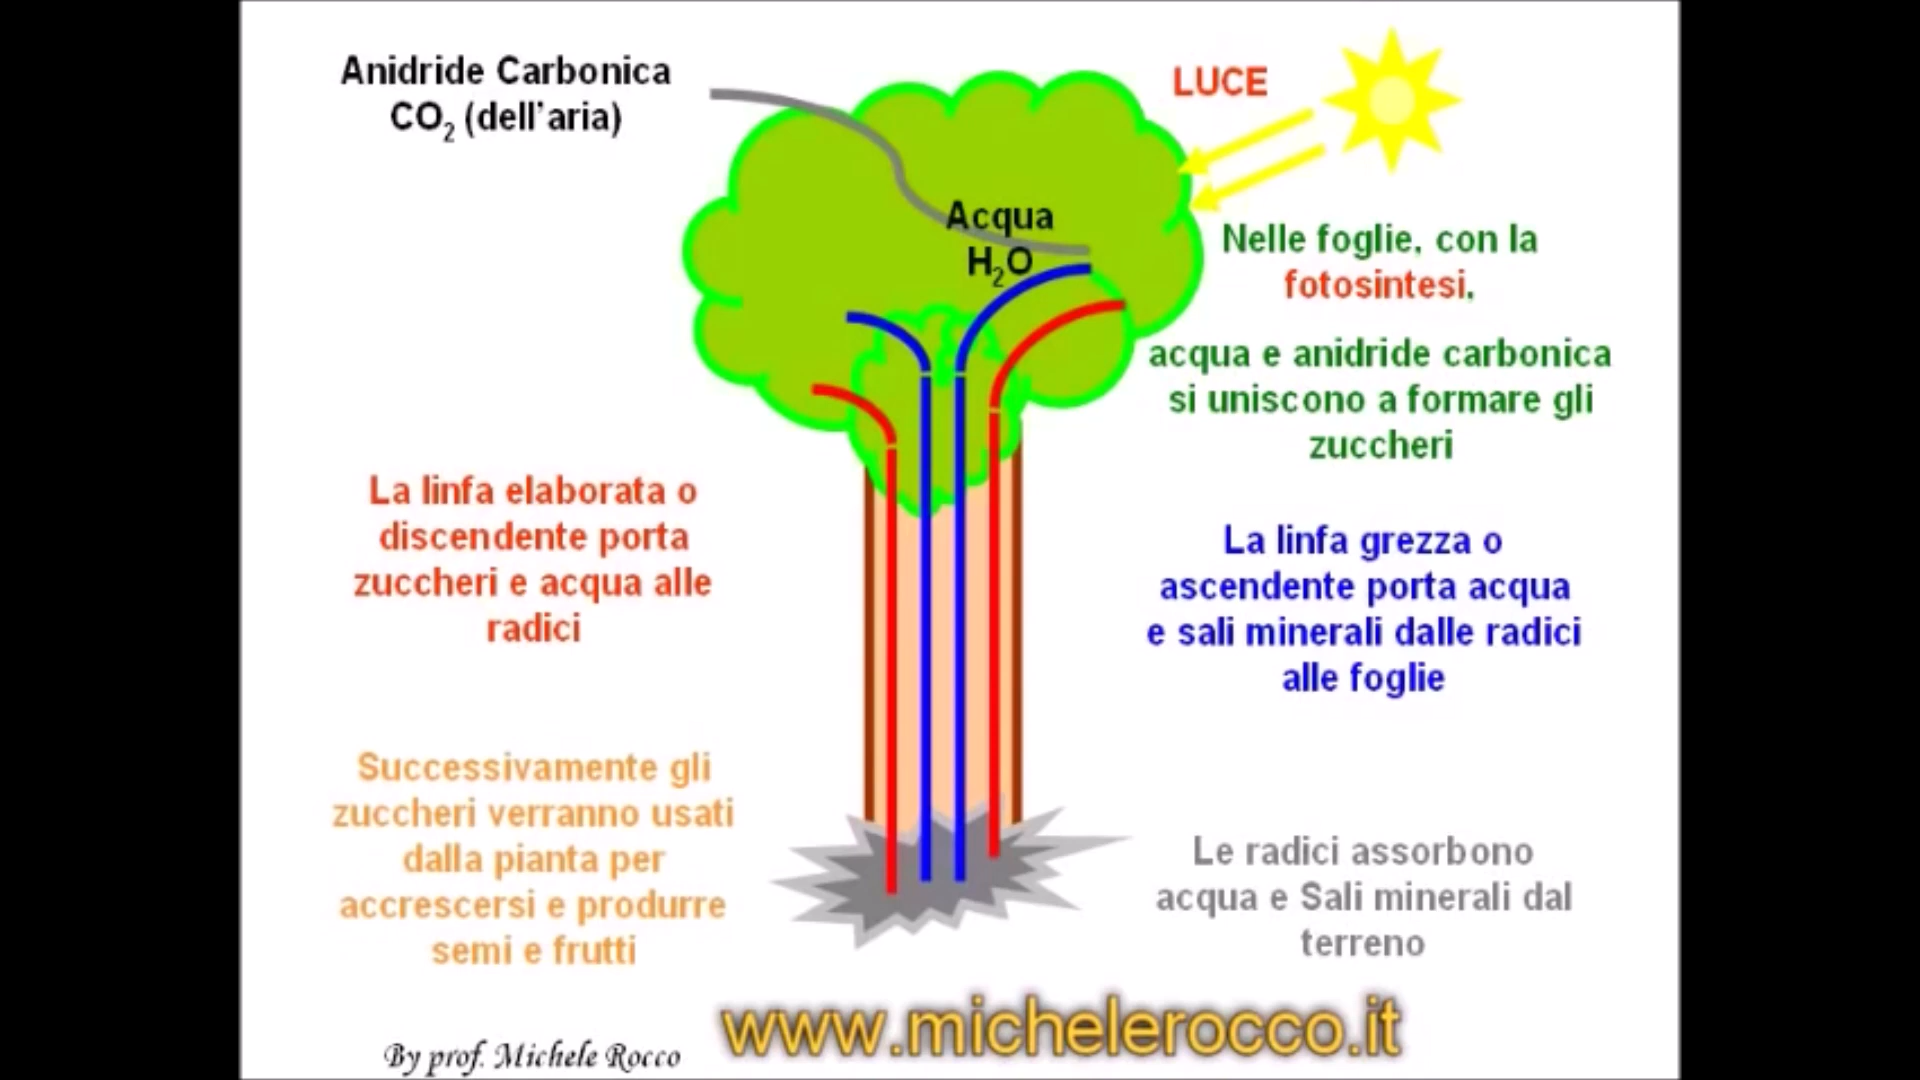 Anidride Carbonica
CO₂ (dell'aria)
LUCE
Acqua
H₂O
Nelle foglie, con la
fotosintesi,
acqua e anidride carbonica
si uniscono a formare gli
zuccheri
La linfa elaborata o
discendente porta
zuccheri e acqua alle
radici
La linfa grezza o
ascendente porta acqua
e sali minerali dalle radici
alle foglie
Successivamente gli
zuccheri verranno usati
dalla pianta per
accrescersi e produrre
semi e frutti
Le radici assorbono
acqua e Sali minerali dal
terreno
www.michelerocco.it
By prof. Michele Rocco